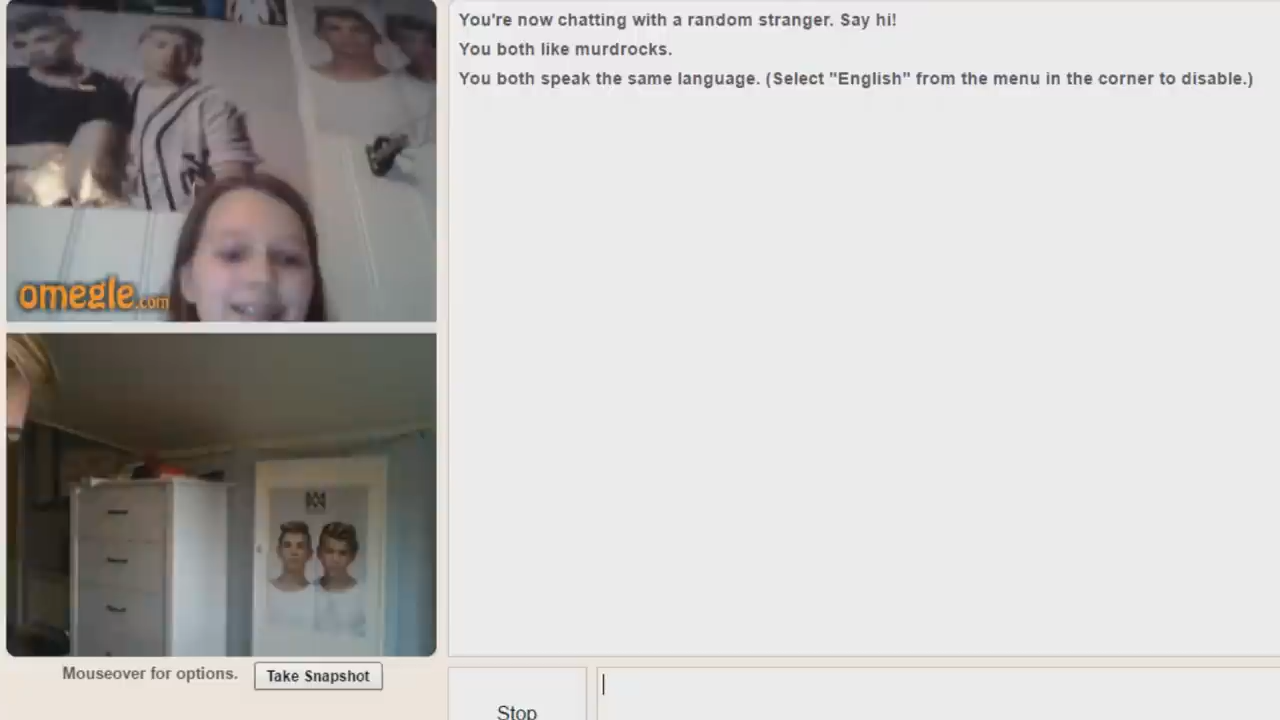 You're now chatting with a random stranger. Say hi!
You both like murdrocks.
You both speak the same language. (Select "English" from the menu in the corner to disable.)
omegle.com
Mouseover for options.
Take Snapshot
Stop